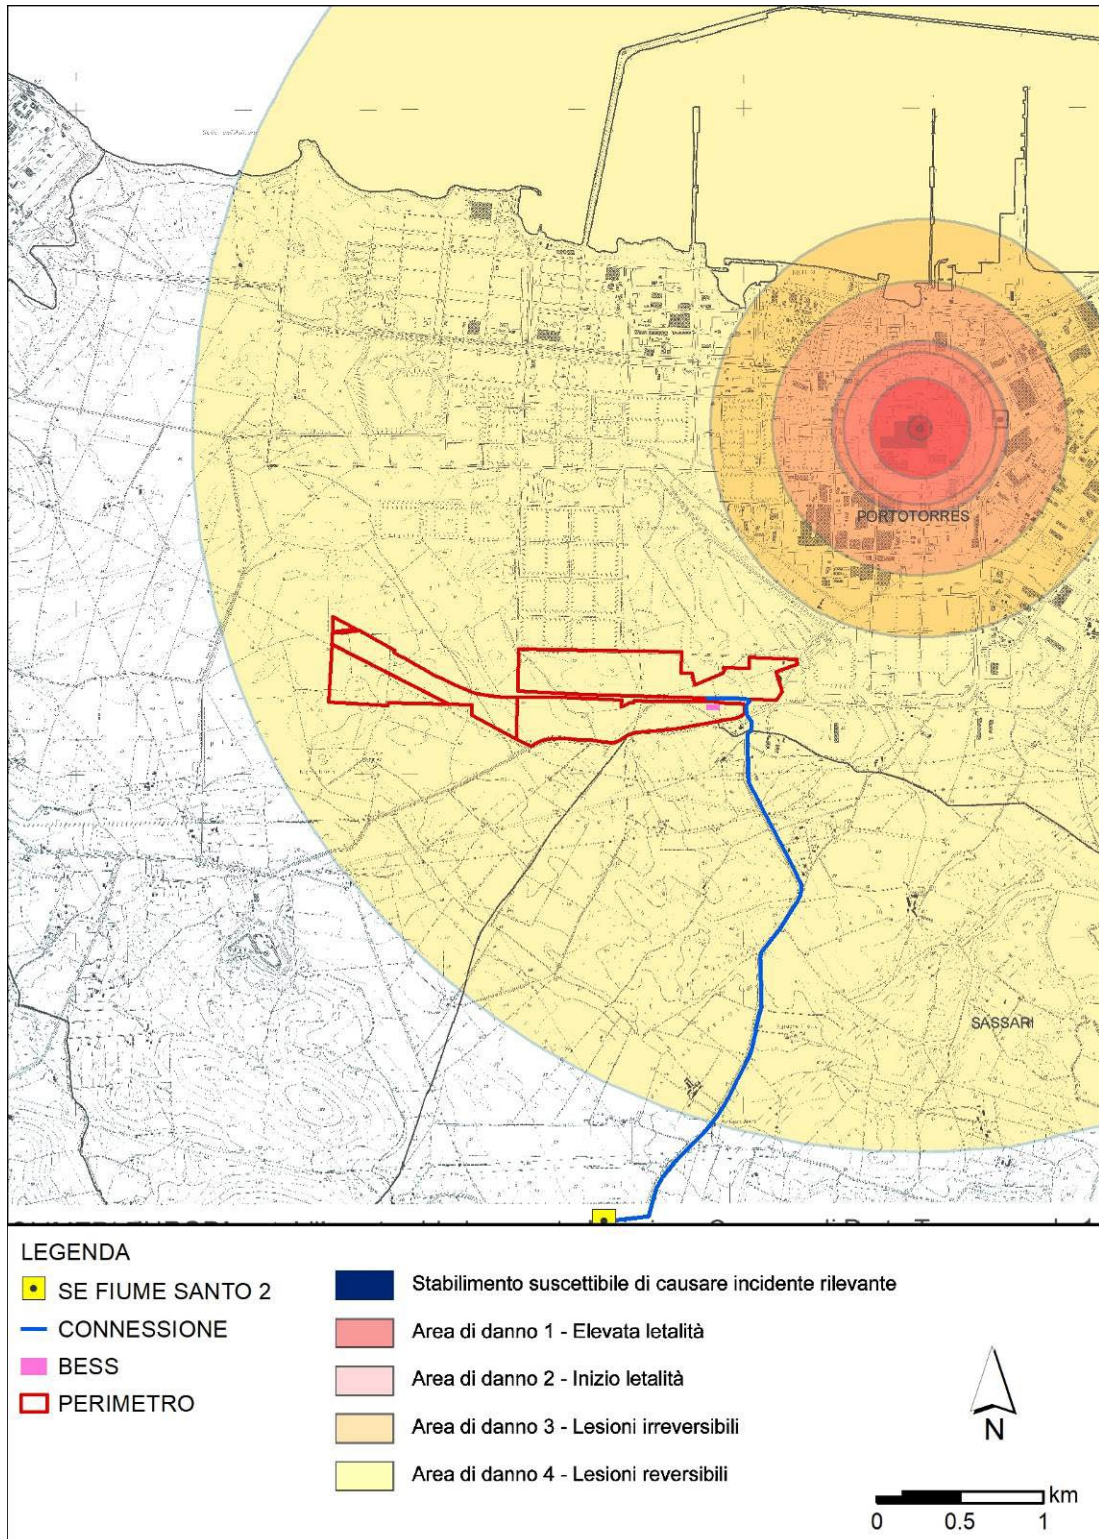 PORTOTORRES
SASSARI
LEGENDA
SE FIUME SANTO 2
CONNESSIONE
BESS
PERIMETRO
Stabilimento suscettibile di causare incidente rilevante
Area di danno 1 - Elevata letalità
Area di danno 2 - Inizio letalità
Area di danno 3 - Lesioni irreversibili
Area di danno 4 - Lesioni reversibili
N
km
0 0.5 1